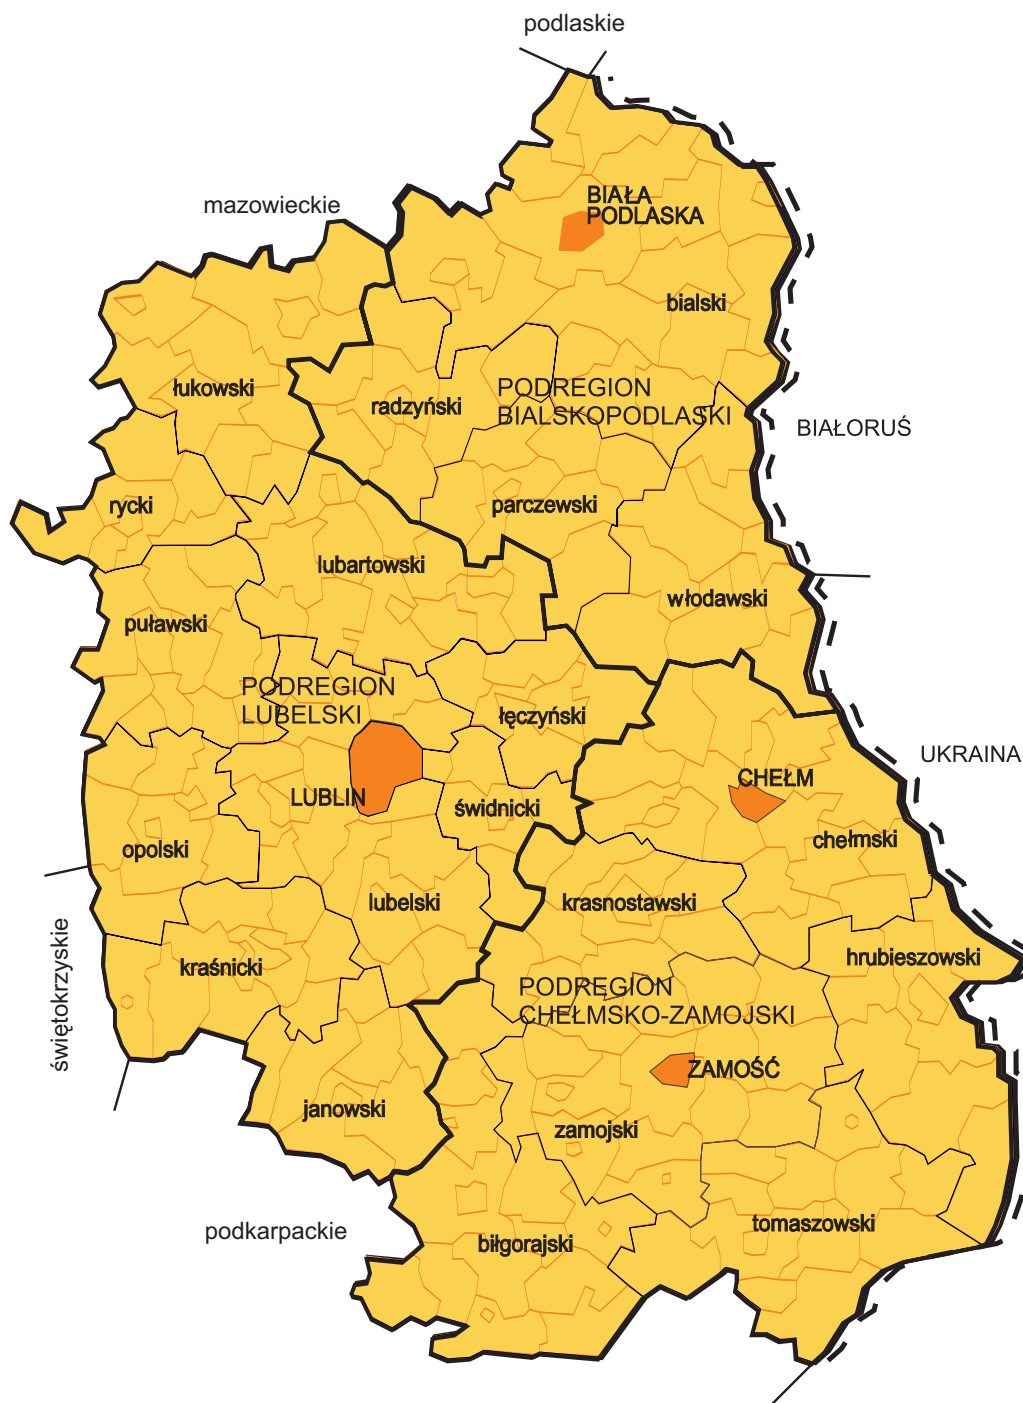 podlaskie
BIAŁA
PODLASKA
mazowieckie
bialski
łukowski
radzyński
PODREGION
BIALSKOPODLASKI
BIAŁORUŚ
rycki
parczewski
lubartowski
włodawski
puławski
PODREGION
LUBELSKI
łęczyński
UKRAINA
CHEŁM
LUBLIN
świdnicki
opolski
chełmski
lubelski
krasnostawski
świętokrzyskie
kraśnicki
hrubieszowski
PODREGION
CHEŁMSKO-ZAMOJSKI
ZAMOŚĆ
janowski
zamojski
podkarpackie
biłgorajski
tomaszowski